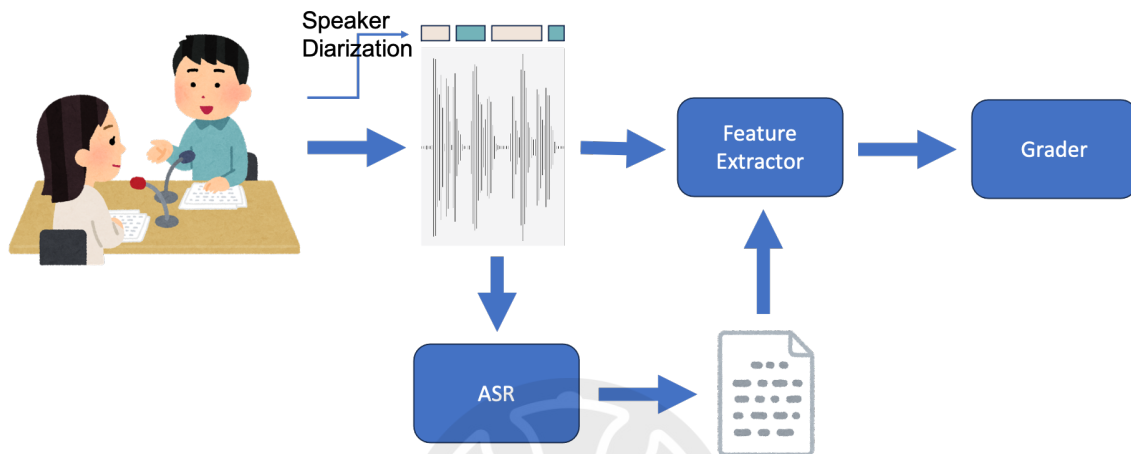 Speaker
Diarization
Feature
Extractor
Grader
ASR